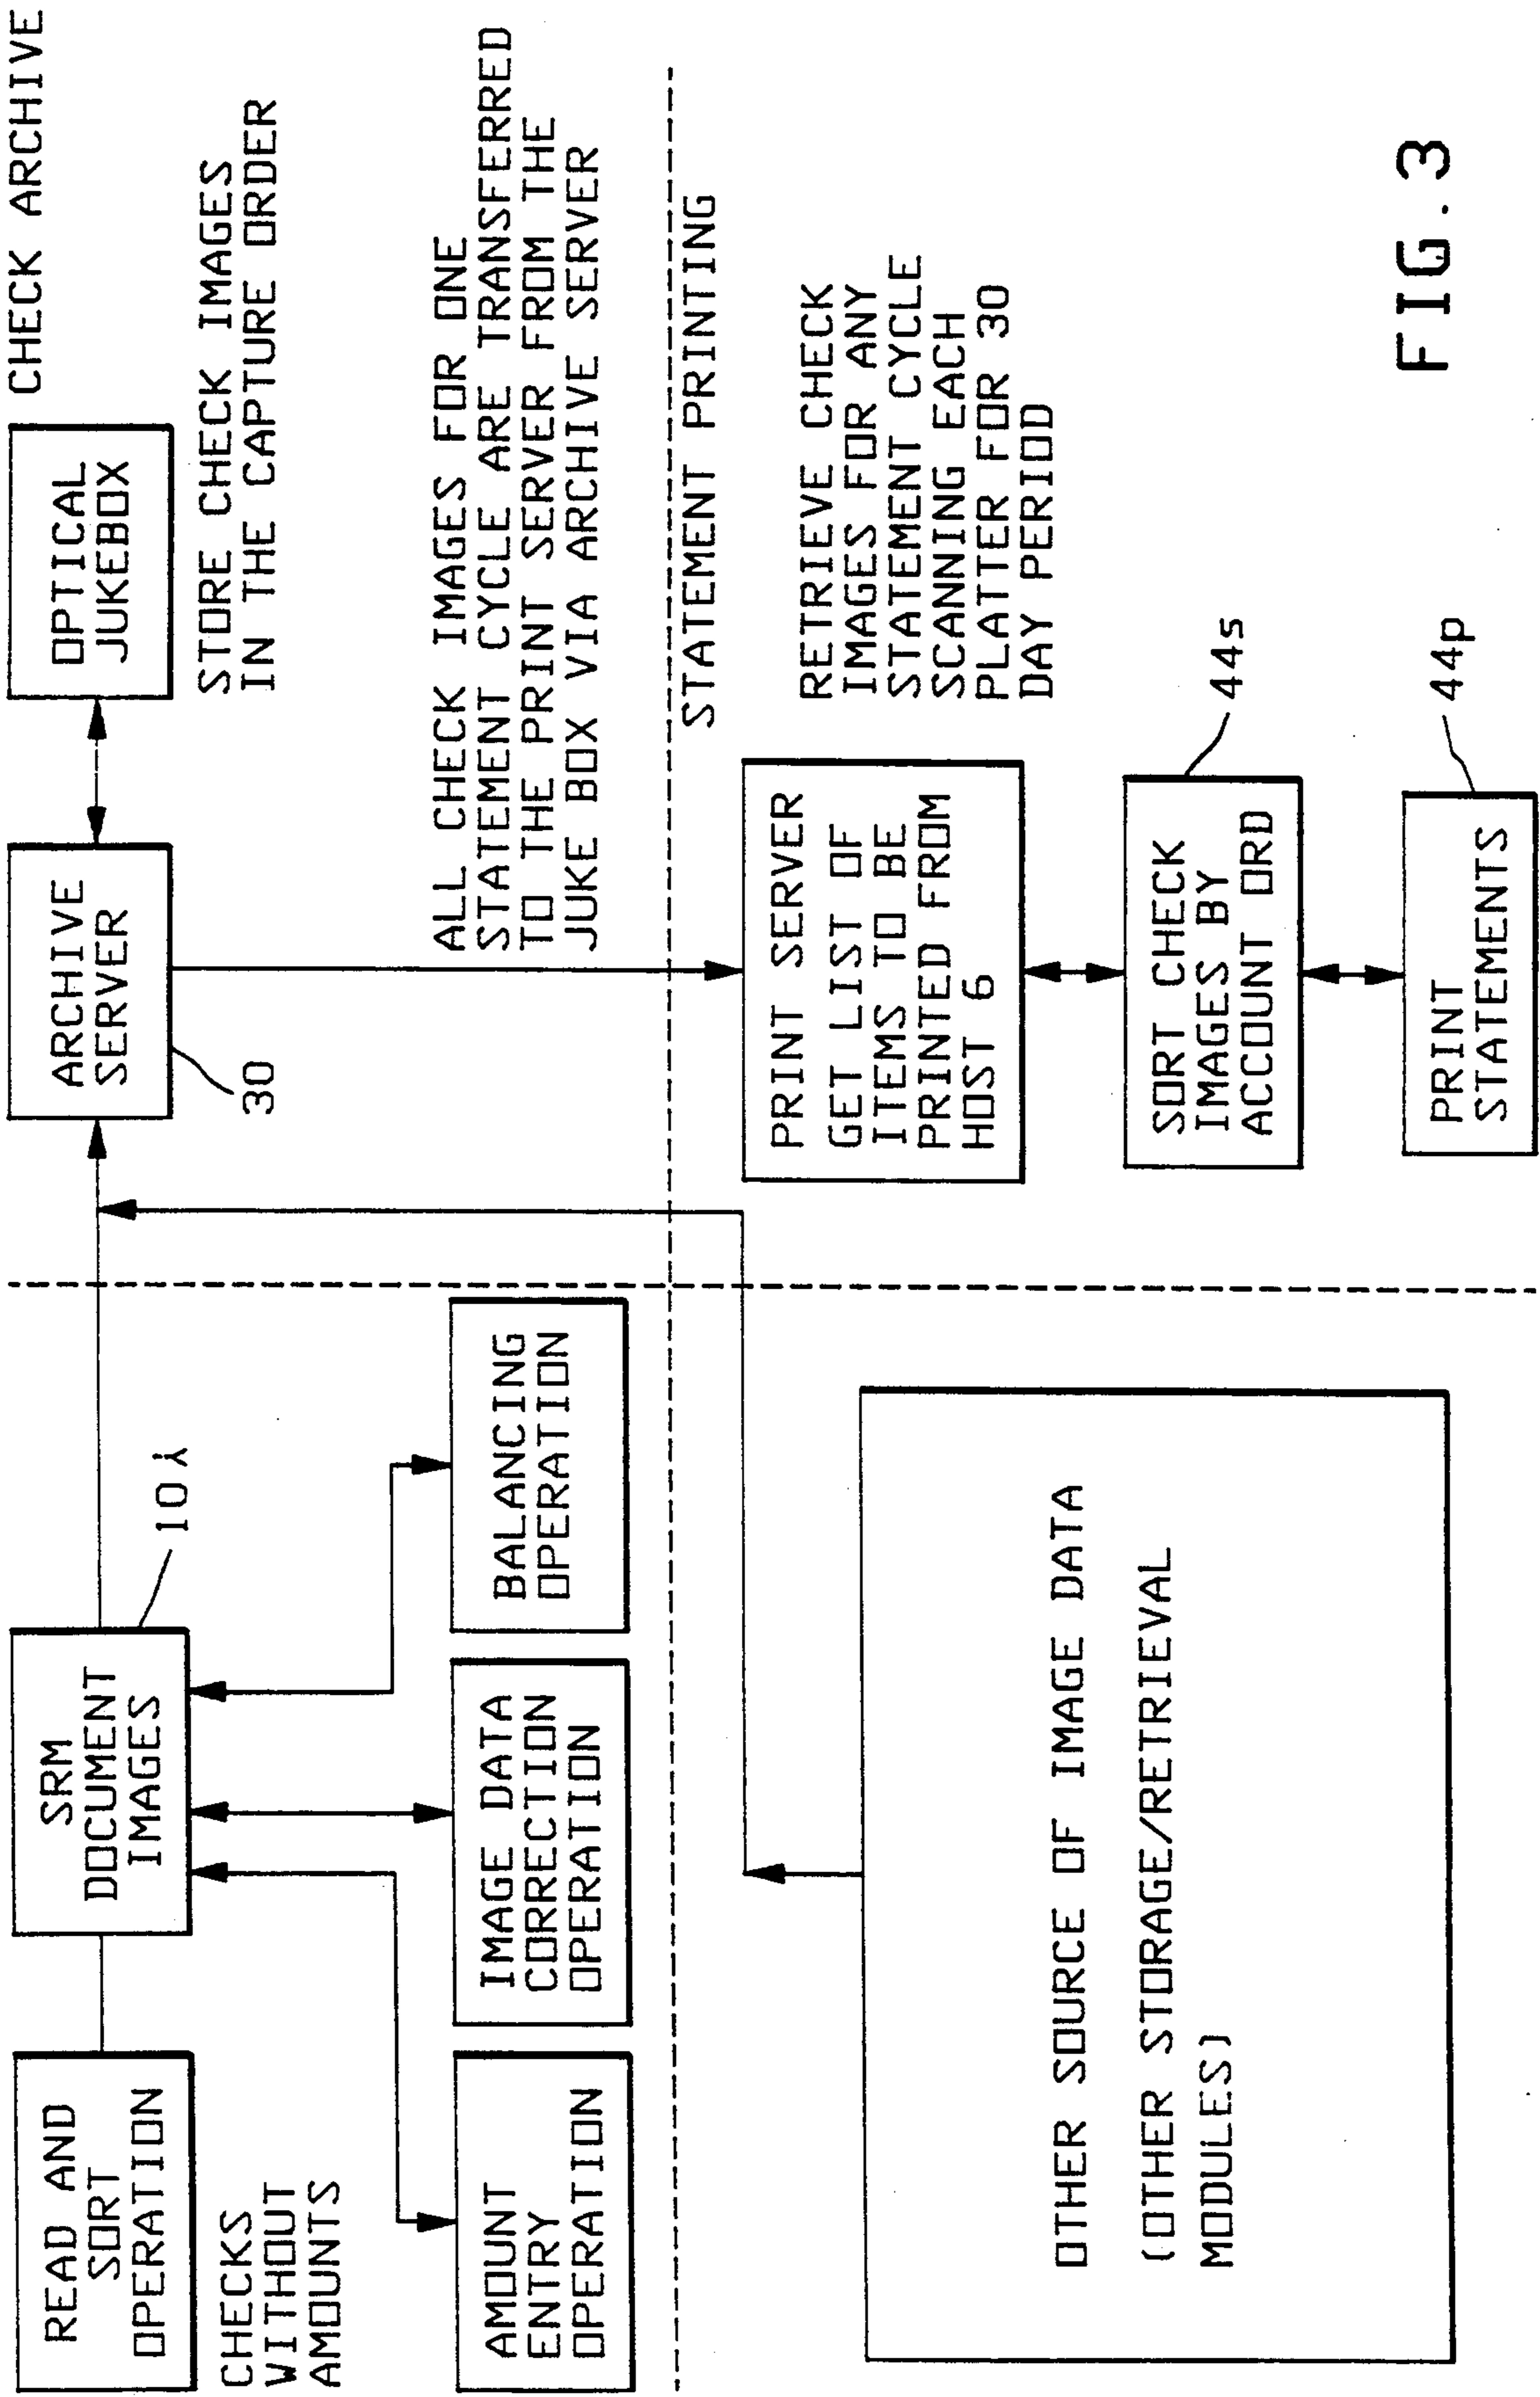 READ AND
SORT
OPERATION
CHECKS
WITHOUT
AMOUNTS
SRM
DOCUMENT
IMAGES
AMOUNT
ENTRY
OPERATION
IMAGE DATA
CORRECTION
OPERATION
BALANCING
OPERATION
ARCHIVE
SERVER
30
OPTICAL
JUKEBOX
CHECK ARCHIVE
STORE CHECK IMAGES
IN THE CAPTURE ORDER
ALL CHECK IMAGES FOR ONE
STATEMENT CYCLE ARE TRANSFERRED
TO THE PRINT SERVER FROM THE
JUKE BOX VIA ARCHIVE SERVER
OTHER SOURCE OF IMAGE DATA
(OTHER STORAGE/RETRIEVAL
MODULES)
STATEMENT PRINTING
PRINT SERVER
GET LIST OF
ITEMS TO BE
PRINTED FROM
HOST 6
RETRIEVE CHECK
IMAGES FOR ANY
STATEMENT CYCLE
SCANNING EACH
PLATTER FOR 30
DAY PERIOD
SORT CHECK
IMAGES BY
ACCOUNT ORD
44s
PRINT
STATEMENTS
44p
FIG. 3